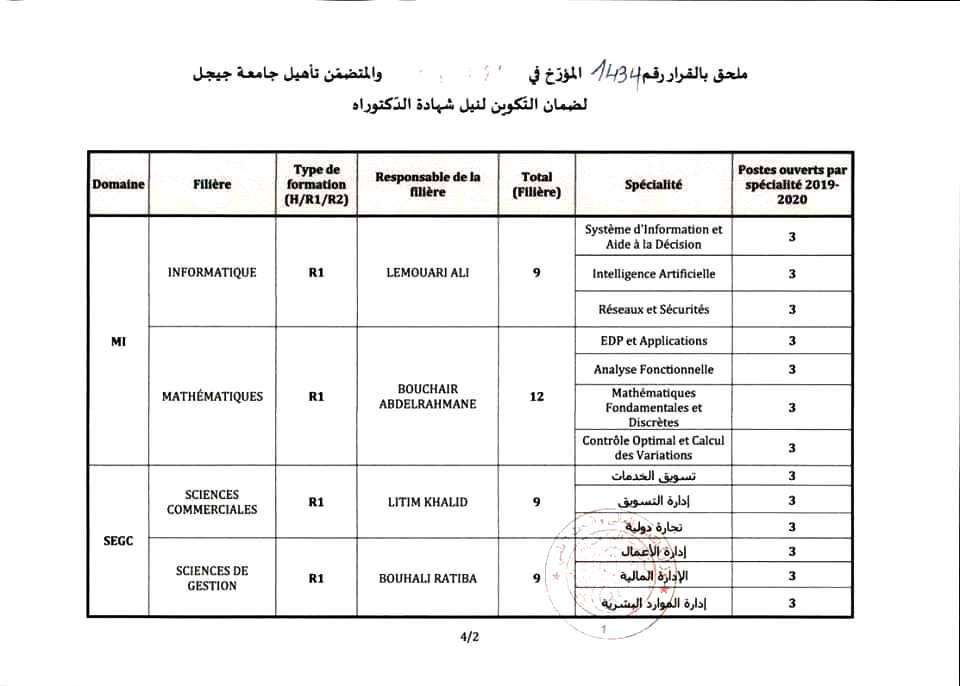 ملحق بالقرار رقم 1434 المؤرّخ في والمتضمّن تأهيل جامعة جيجل
لضمان التّكوين لنيل شهادة الدّكتوراه
Domaine
Filière
Type de
formation
(H/R1/R2)
Responsable de la
filière
Total
(Filière)
Spécialité
Postes ouverts par
spécialité 2019-
2020
MI
INFORMATIQUE
R1
LEMOUARI ALI
9
Système d'Information et
Aide à la Décision
3
Intelligence Artificielle
3
Réseaux et Sécurités
3
MATHÉMATIQUES
R1
BOUCHAIR
ABDELRAHMANE
12
EDP et Applications
3
Analyse Fonctionnelle
3
Mathématiques
Fondamentales et
Discrètes
3
Contrôle Optimal et Calcul
des Variations
3
SEGC
SCIENCES
COMMERCIALES
R1
LITIM KHALID
9
تسويق الخدمات
3
إدارة التسويق
3
تجارة دولية
3
SCIENCES DE
GESTION
R1
BOUHALI RATIBA
9
إدارة الأعمال
3
الإدارة المالية
3
إدارة الموارد البشرية
3
1
4/2